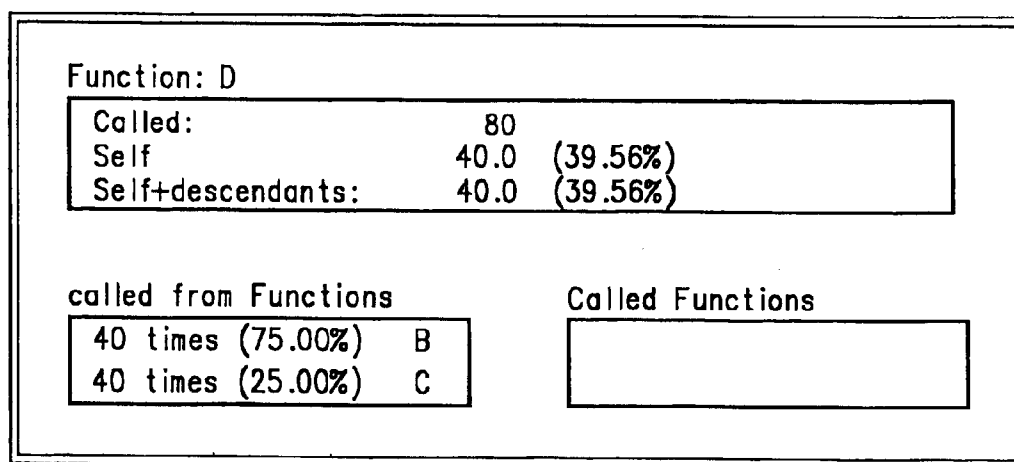 Function: D
Called: 80
Self 40.0 (39.56%)
Self+descendants: 40.0 (39.56%)
called from Functions
40 times (75.00%) B
40 times (25.00%) C
Called Functions